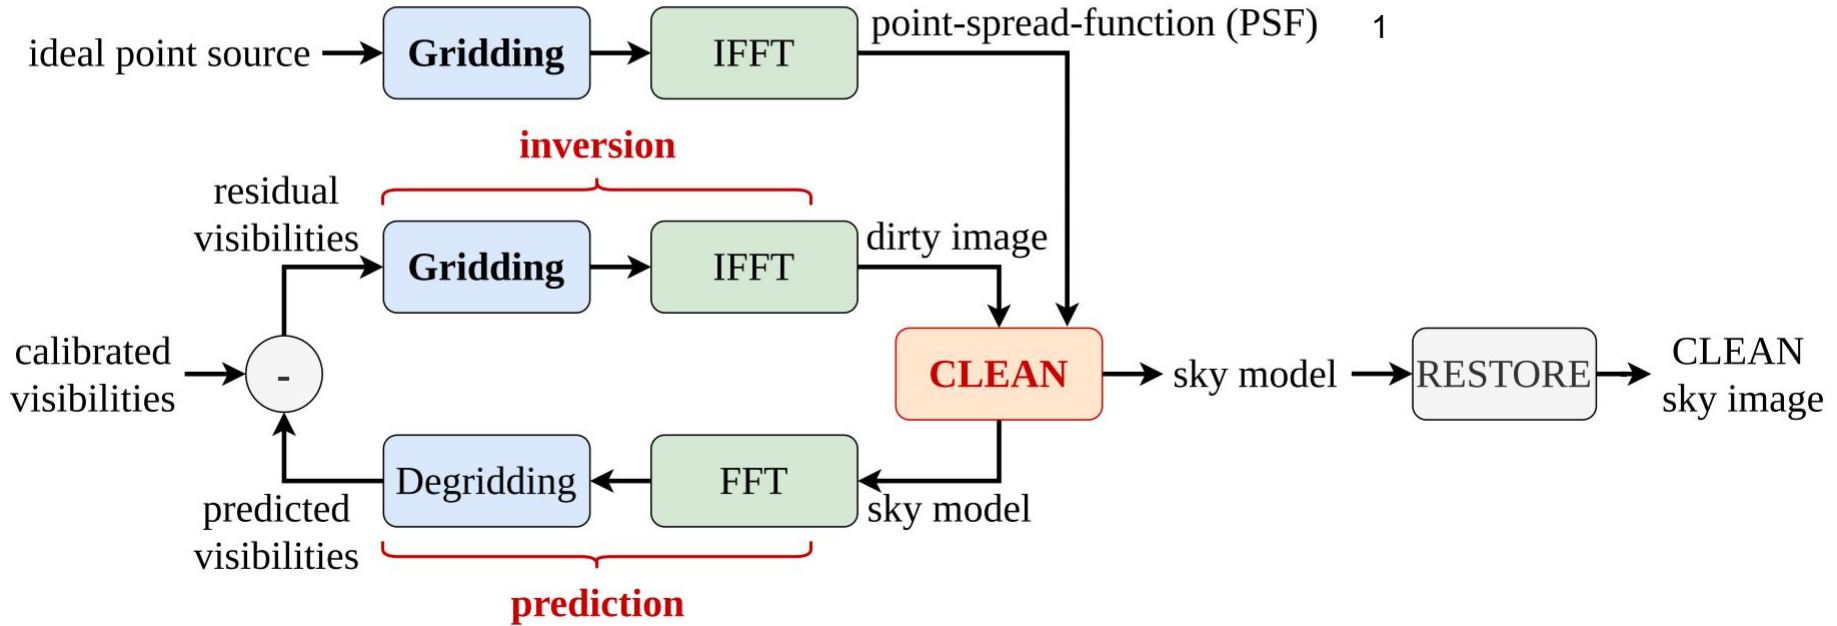 point-spread-function (PSF) 1
ideal point source Gridding IFFT
inversion
residual
visibilities
dirty image
Gridding IFFT
calibrated
visibilities
-
CLEAN
sky model
RESTORE
CLEAN
sky image
Degridding FFT
sky model
predicted
visibilities
prediction